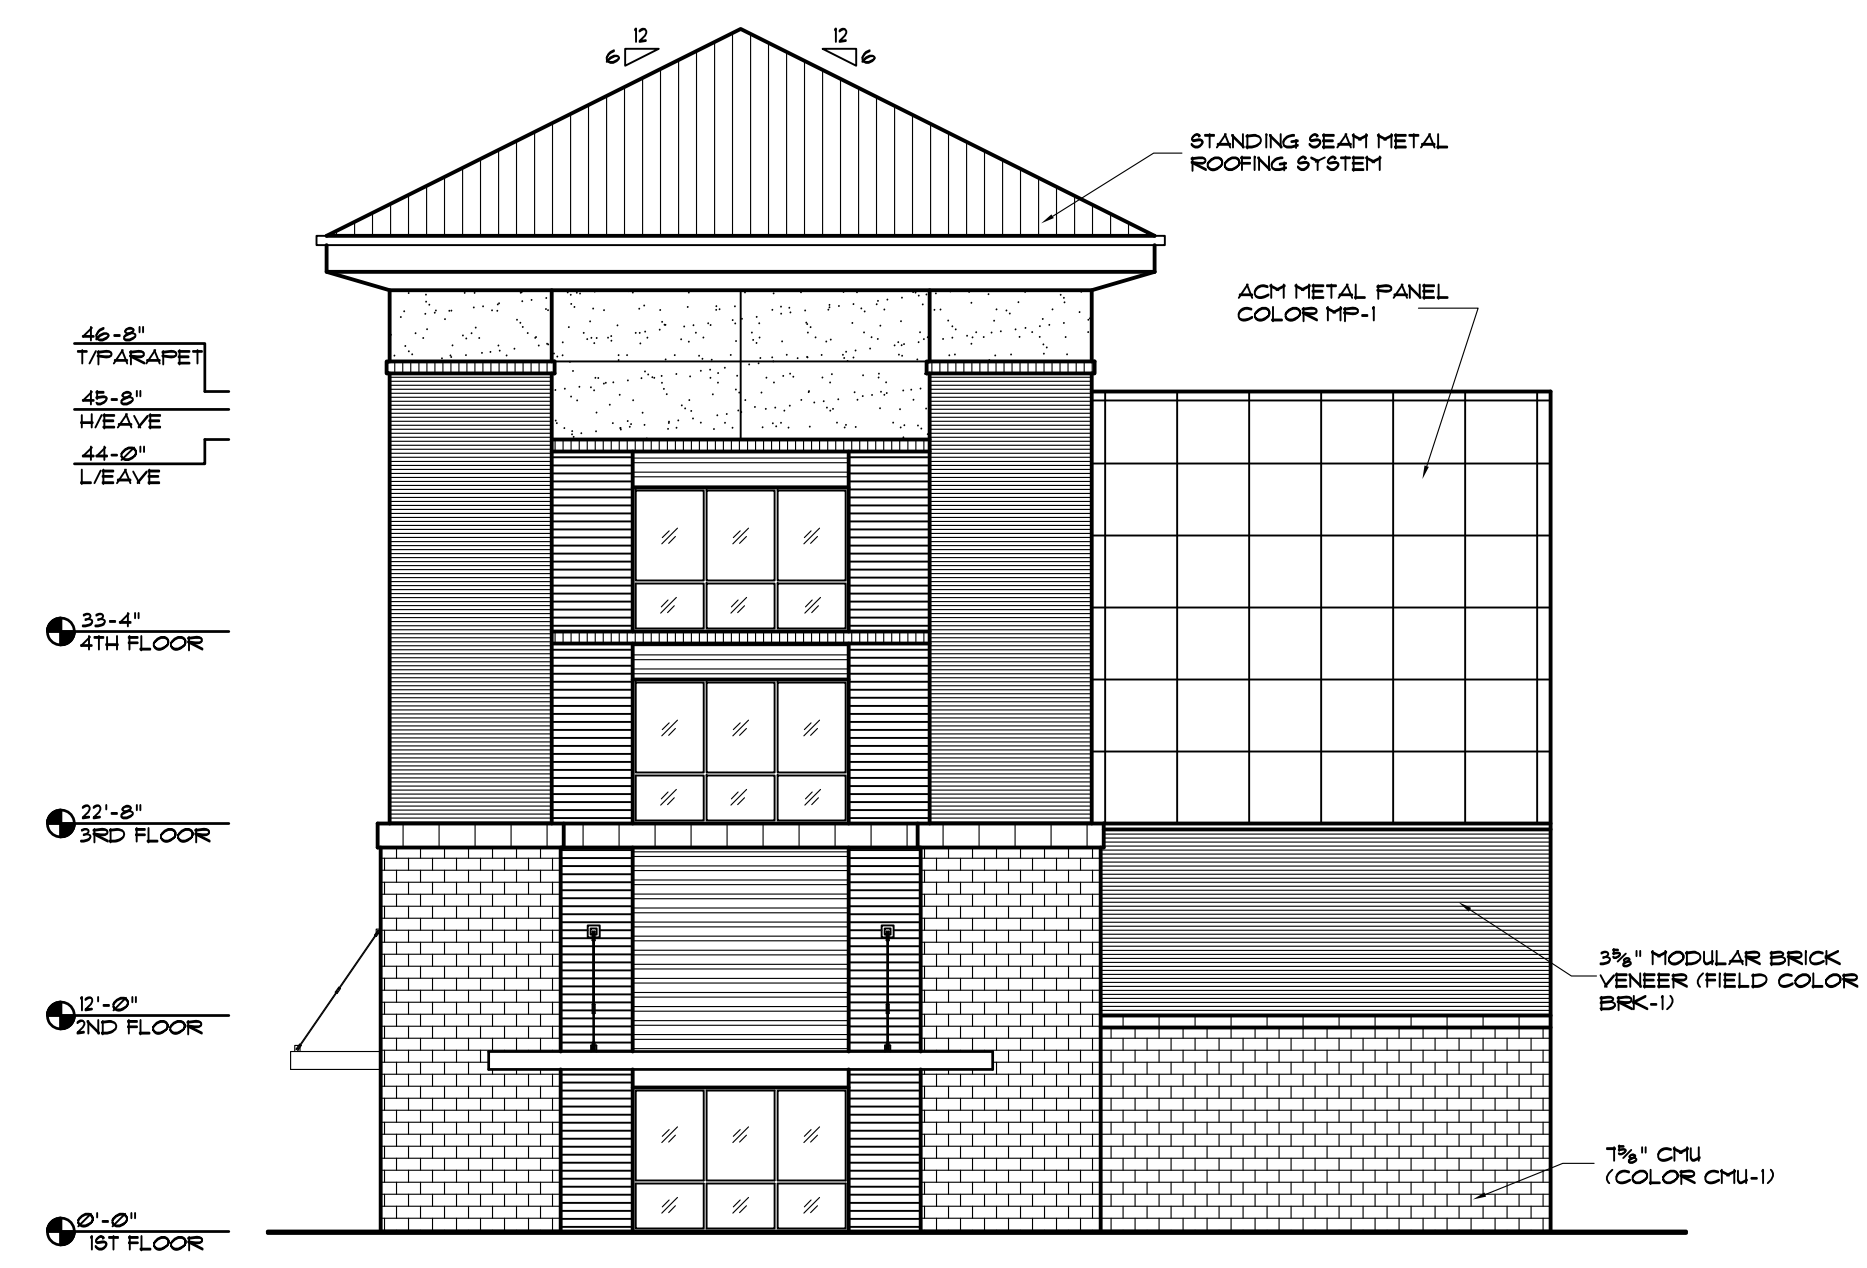 12
6
12
6
STANDING SEAM METAL
ROOFING SYSTEM
ACM METAL PANEL
COLOR MP-1
46-8"
T/PARAPET
45-8"
H/EAVE
44-0"
L/EAVE
33-4"
4TH FLOOR
22'-8"
3RD FLOOR
3⅝" MODULAR BRICK
VENEER (FIELD COLOR
BRK-1)
12'-0"
2ND FLOOR
7⅝" CMU
(COLOR CMU-1)
0'-0"
1ST FLOOR